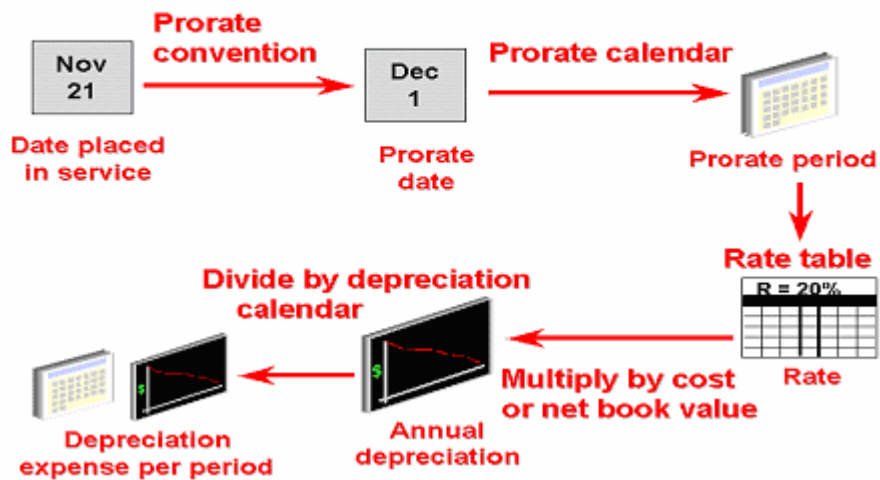 Prorate
convention
Prorate calendar
Nov
21
Dec
1
Date placed
in service
Prorate
date
Prorate period
Rate table
R = 20%
Rate
Divide by depreciation
calendar
Multiply by cost
or net book value
$
$
Annual
depreciation
Depreciation
expense per period